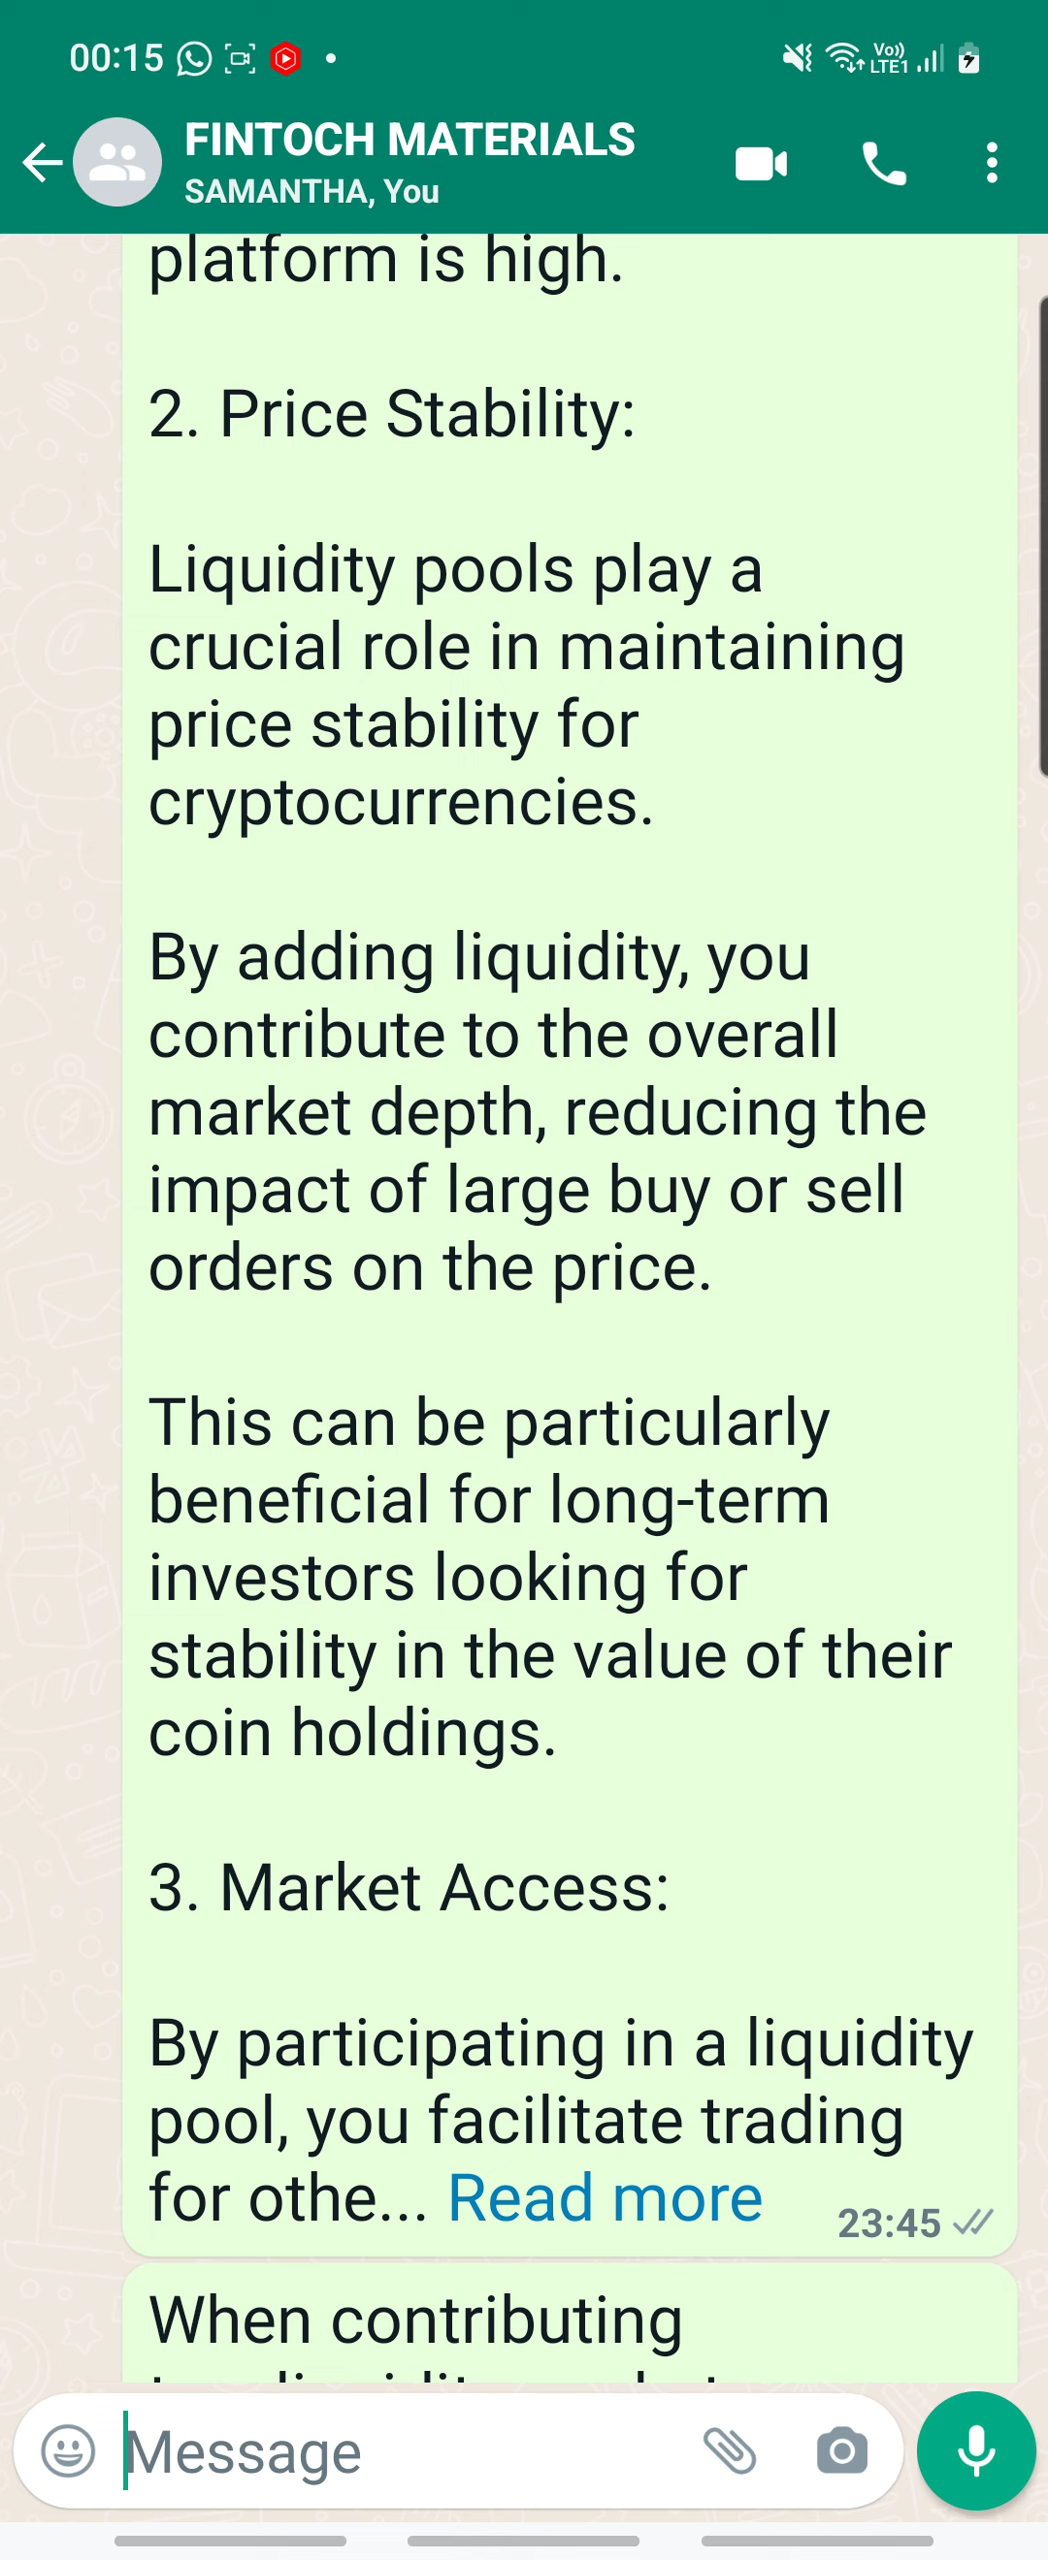 00:15
Vo))
LTE1
FINTOCH MATERIALS
SAMANTHA, You
platform is high.
2. Price Stability:
Liquidity pools play a
crucial role in maintaining
price stability for
cryptocurrencies.
By adding liquidity, you
contribute to the overall
market depth, reducing the
impact of large buy or sell
orders on the price.
This can be particularly
beneficial for long-term
investors looking for
stability in the value of their
coin holdings.
3. Market Access:
By participating in a liquidity
pool, you facilitate trading
for othe... Read more
23:45
When contributing
Message